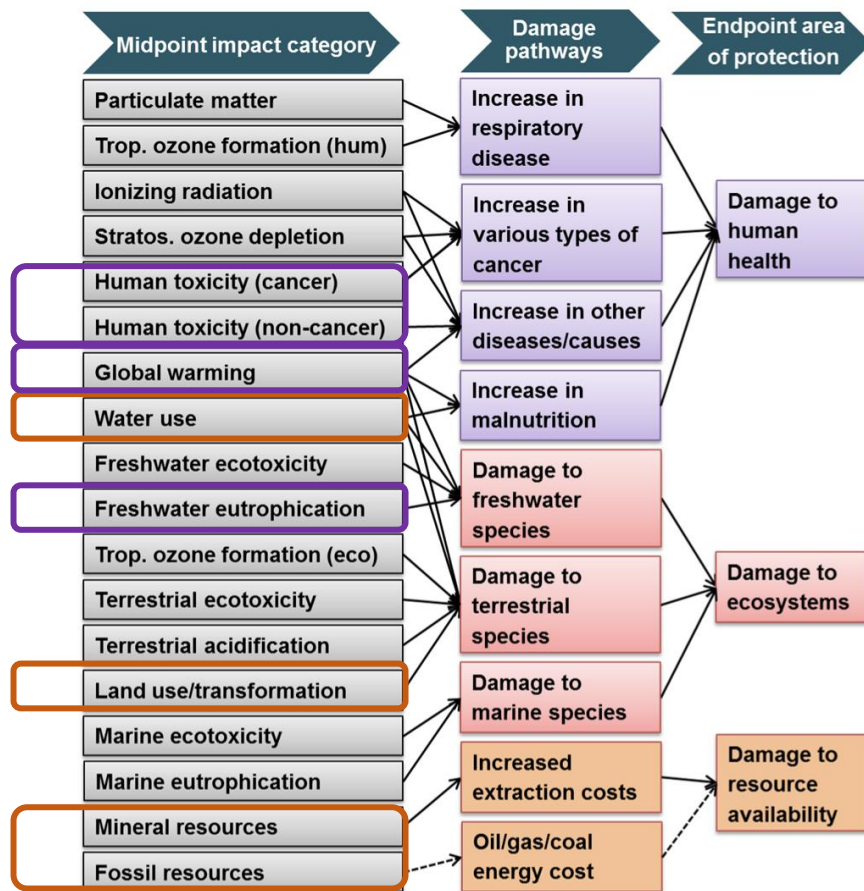 Midpoint impact category
Damage
pathways
Endpoint area
of protection
Particulate matter
Trop. ozone formation (hum)
Ionizing radiation
Stratos. ozone depletion
Human toxicity (cancer)
Human toxicity (non-cancer)
Global warming
Water use
Freshwater ecotoxicity
Freshwater eutrophication
Trop. ozone formation (eco)
Terrestrial ecotoxicity
Terrestrial acidification
Land use/transformation
Marine ecotoxicity
Marine eutrophication
Mineral resources
Fossil resources
Increase in
respiratory
disease
Increase in
various types of
cancer
Increase in other
diseases/causes
Increase in
malnutrition
Damage to
freshwater
species
Damage to
terrestrial
species
Damage to
marine species
Increased
extraction costs
Oil/gas/coal
energy cost
Damage to
human
health
Damage to
ecosystems
Damage to
resource
availability